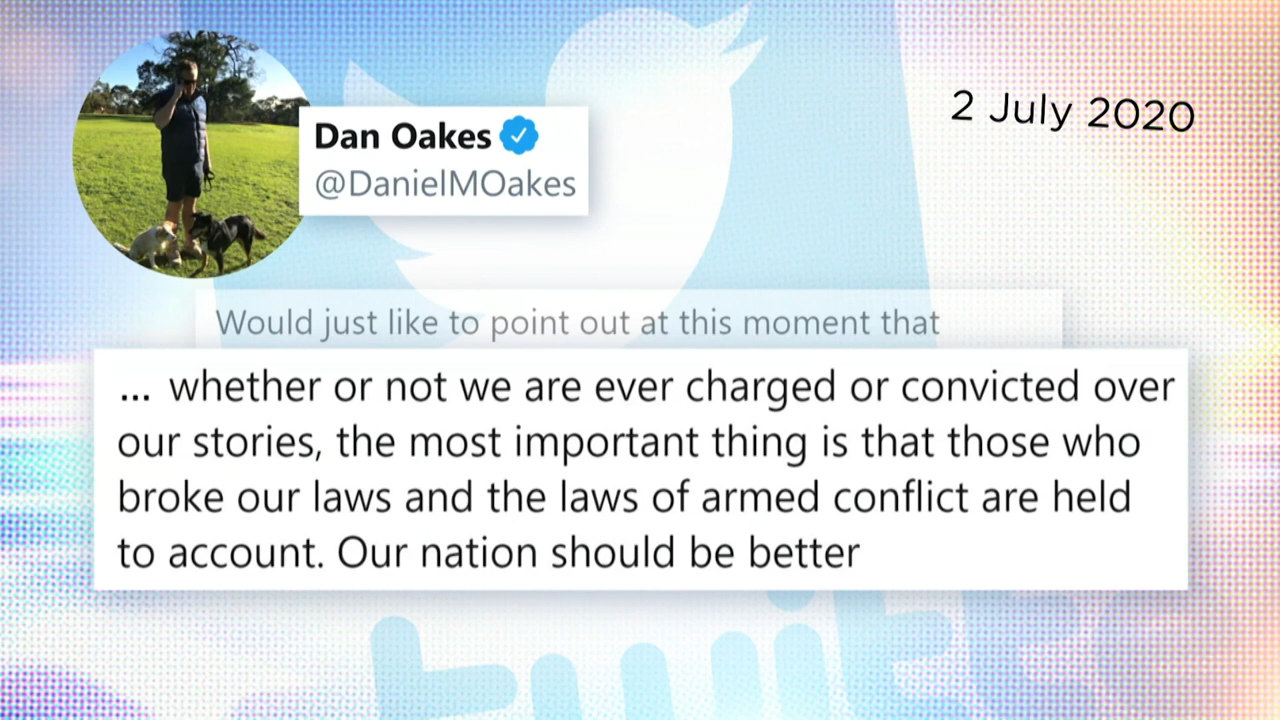 2 July 2020
Dan Oakes
@DanielMOakes
Would just like to point out at this moment that
... whether or not we are ever charged or convicted over
our stories, the most important thing is that those who
broke our laws and the laws of armed conflict are held
to account. Our nation should be better